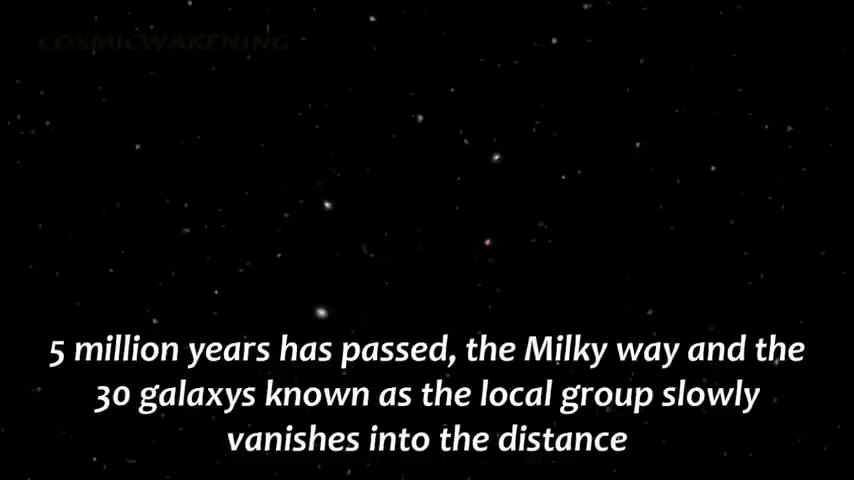 COSMICWAKENING
5 million years has passed, the Milky way and the
30 galaxys known as the local group slowly
vanishes into the distance